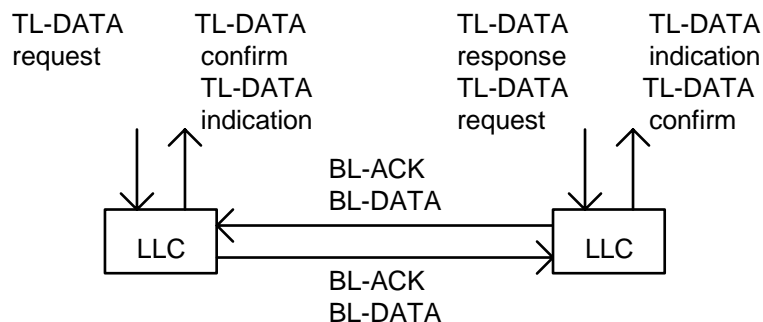 TL-DATA
request
TL-DATA
confirm
TL-DATA
indication
TL-DATA
response
TL-DATA
request
TL-DATA
indication
TL-DATA
confirm
BL-ACK
BL-DATA
LLC
LLC
BL-ACK
BL-DATA